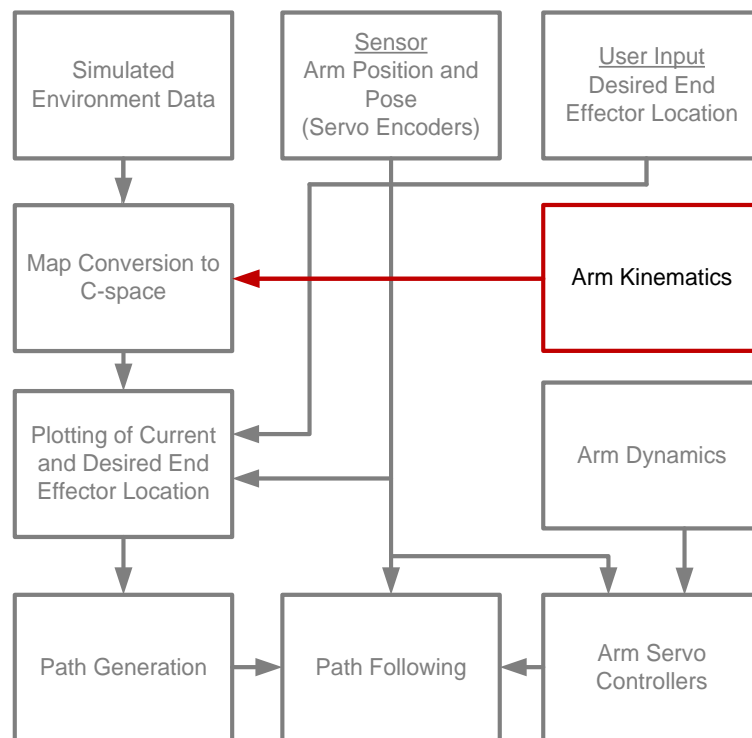 Simulated
Environment Data
Sensor
Arm Position and
Pose
(Servo Encoders)
User Input
Desired End
Effector Location
Map Conversion to
C-space
Arm Kinematics
Plotting of Current
and Desired End
Effector Location
Arm Dynamics
Path Generation
Path Following
Arm Servo
Controllers